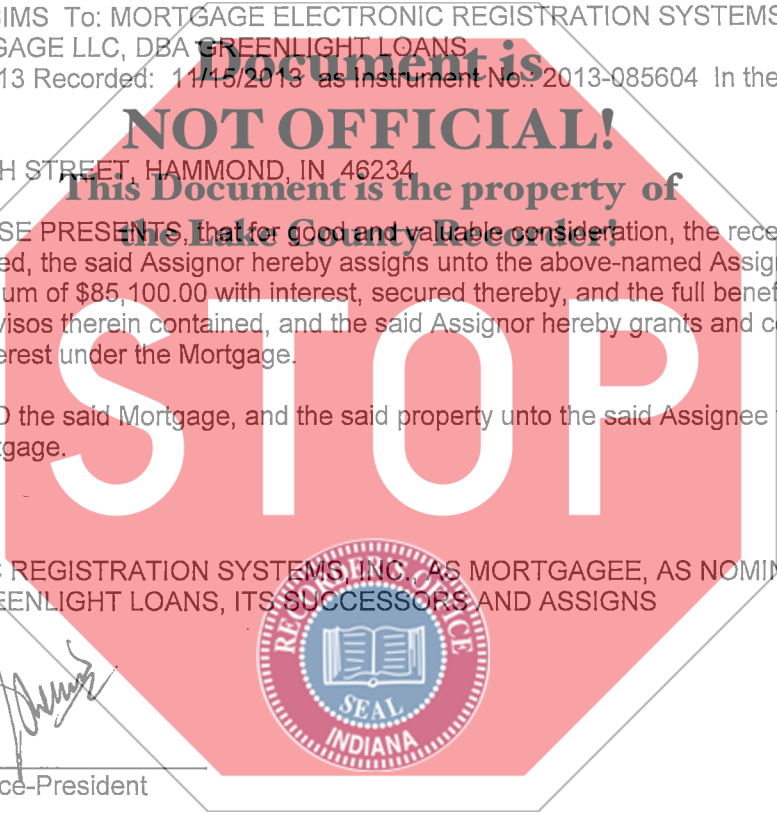 SIMS To: MORTGAGE ELECTRONIC REGISTRATION SYSTEMS
GAGE LLC, DBA GREENLIGHT LOANS
Document is
13 Recorded: 11/15/2013 as Instrument No.: 2013-085604 In the
NOT OFFICIAL!
H STREET, HAMMOND, IN 46234
This Document is the property of
the Lake County Recorder!
SE PRESENTS, that for good and valuable consideration, the rece
ed, the said Assignor hereby assigns unto the above-named Assig
um of $85,100.00 with interest, secured thereby, and the full benef
visos therein contained, and the said Assignor hereby grants and c
erest under the Mortgage.
STOP
D the said Mortgage, and the said property unto the said Assignee
gage.
C REGISTRATION SYSTEMS, INC., AS MORTGAGEE, AS NOMIN
EENLIGHT LOANS, ITS SUCCESSORS AND ASSIGNS
RECORDER'S OFFICE
SEAL
INDIANA
ce-President